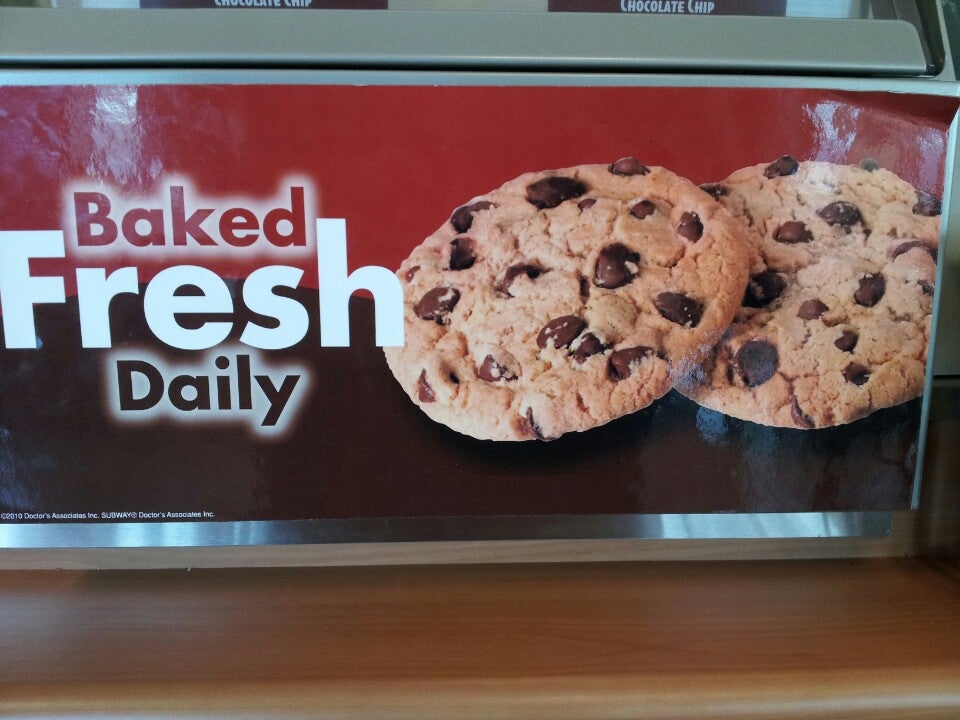 CHOCOLATE CHIP
CHOCOLATE CHIP
Baked
Fresh
Daily
©2010 Doctor's Associates Inc. SUBWAY® Doctor's Associates Inc.